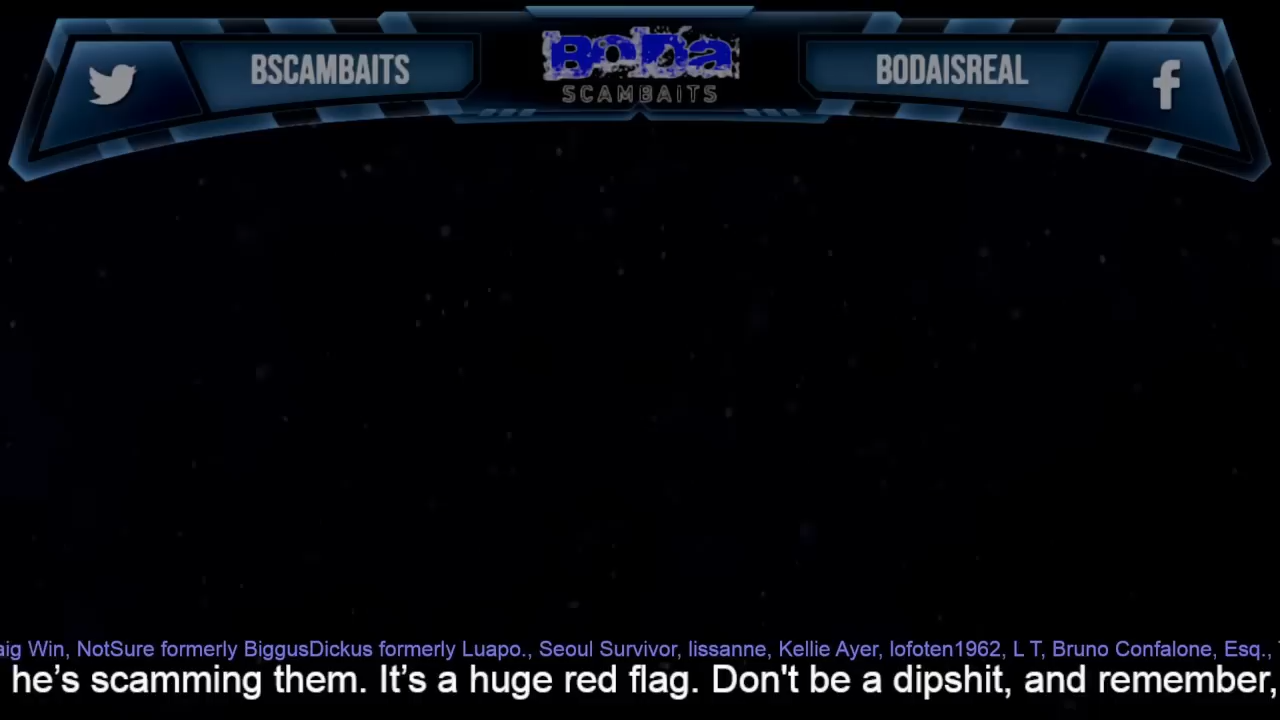 BSCAMBAITS
BoDa
SCAMBAITS
BODAISREAL
Win, NotSure formerly BiggusDickus formerly Luapo., Seoul Survivor, lissanne, Kellie Ayer, lofoten1962, L T, Bruno Confalone, Esq.,
he’s scamming them. It’s a huge red flag. Don't be a dipshit, and remember,